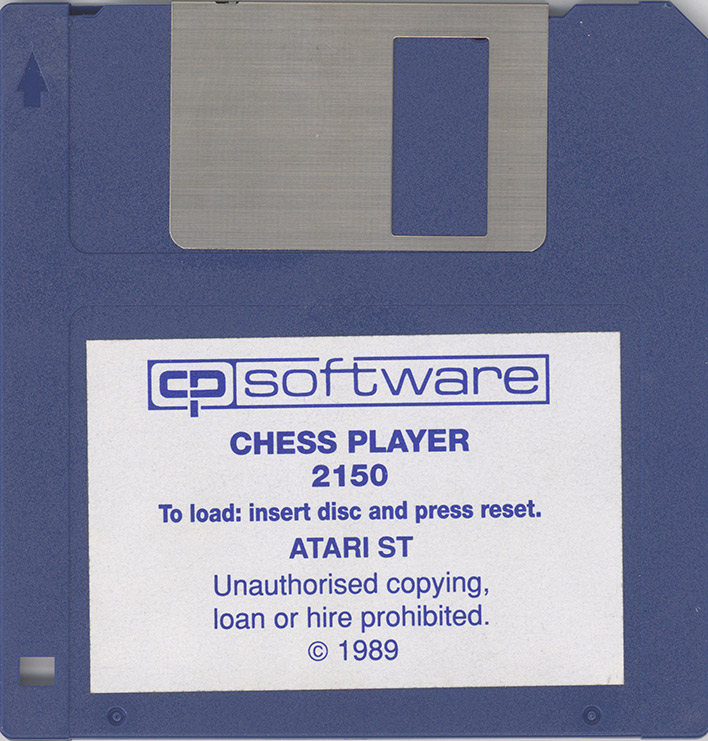 cp software
CHESS PLAYER
2150
To load: insert disc and press reset.
ATARI ST
Unauthorised copying,
loan or hire prohibited.
© 1989